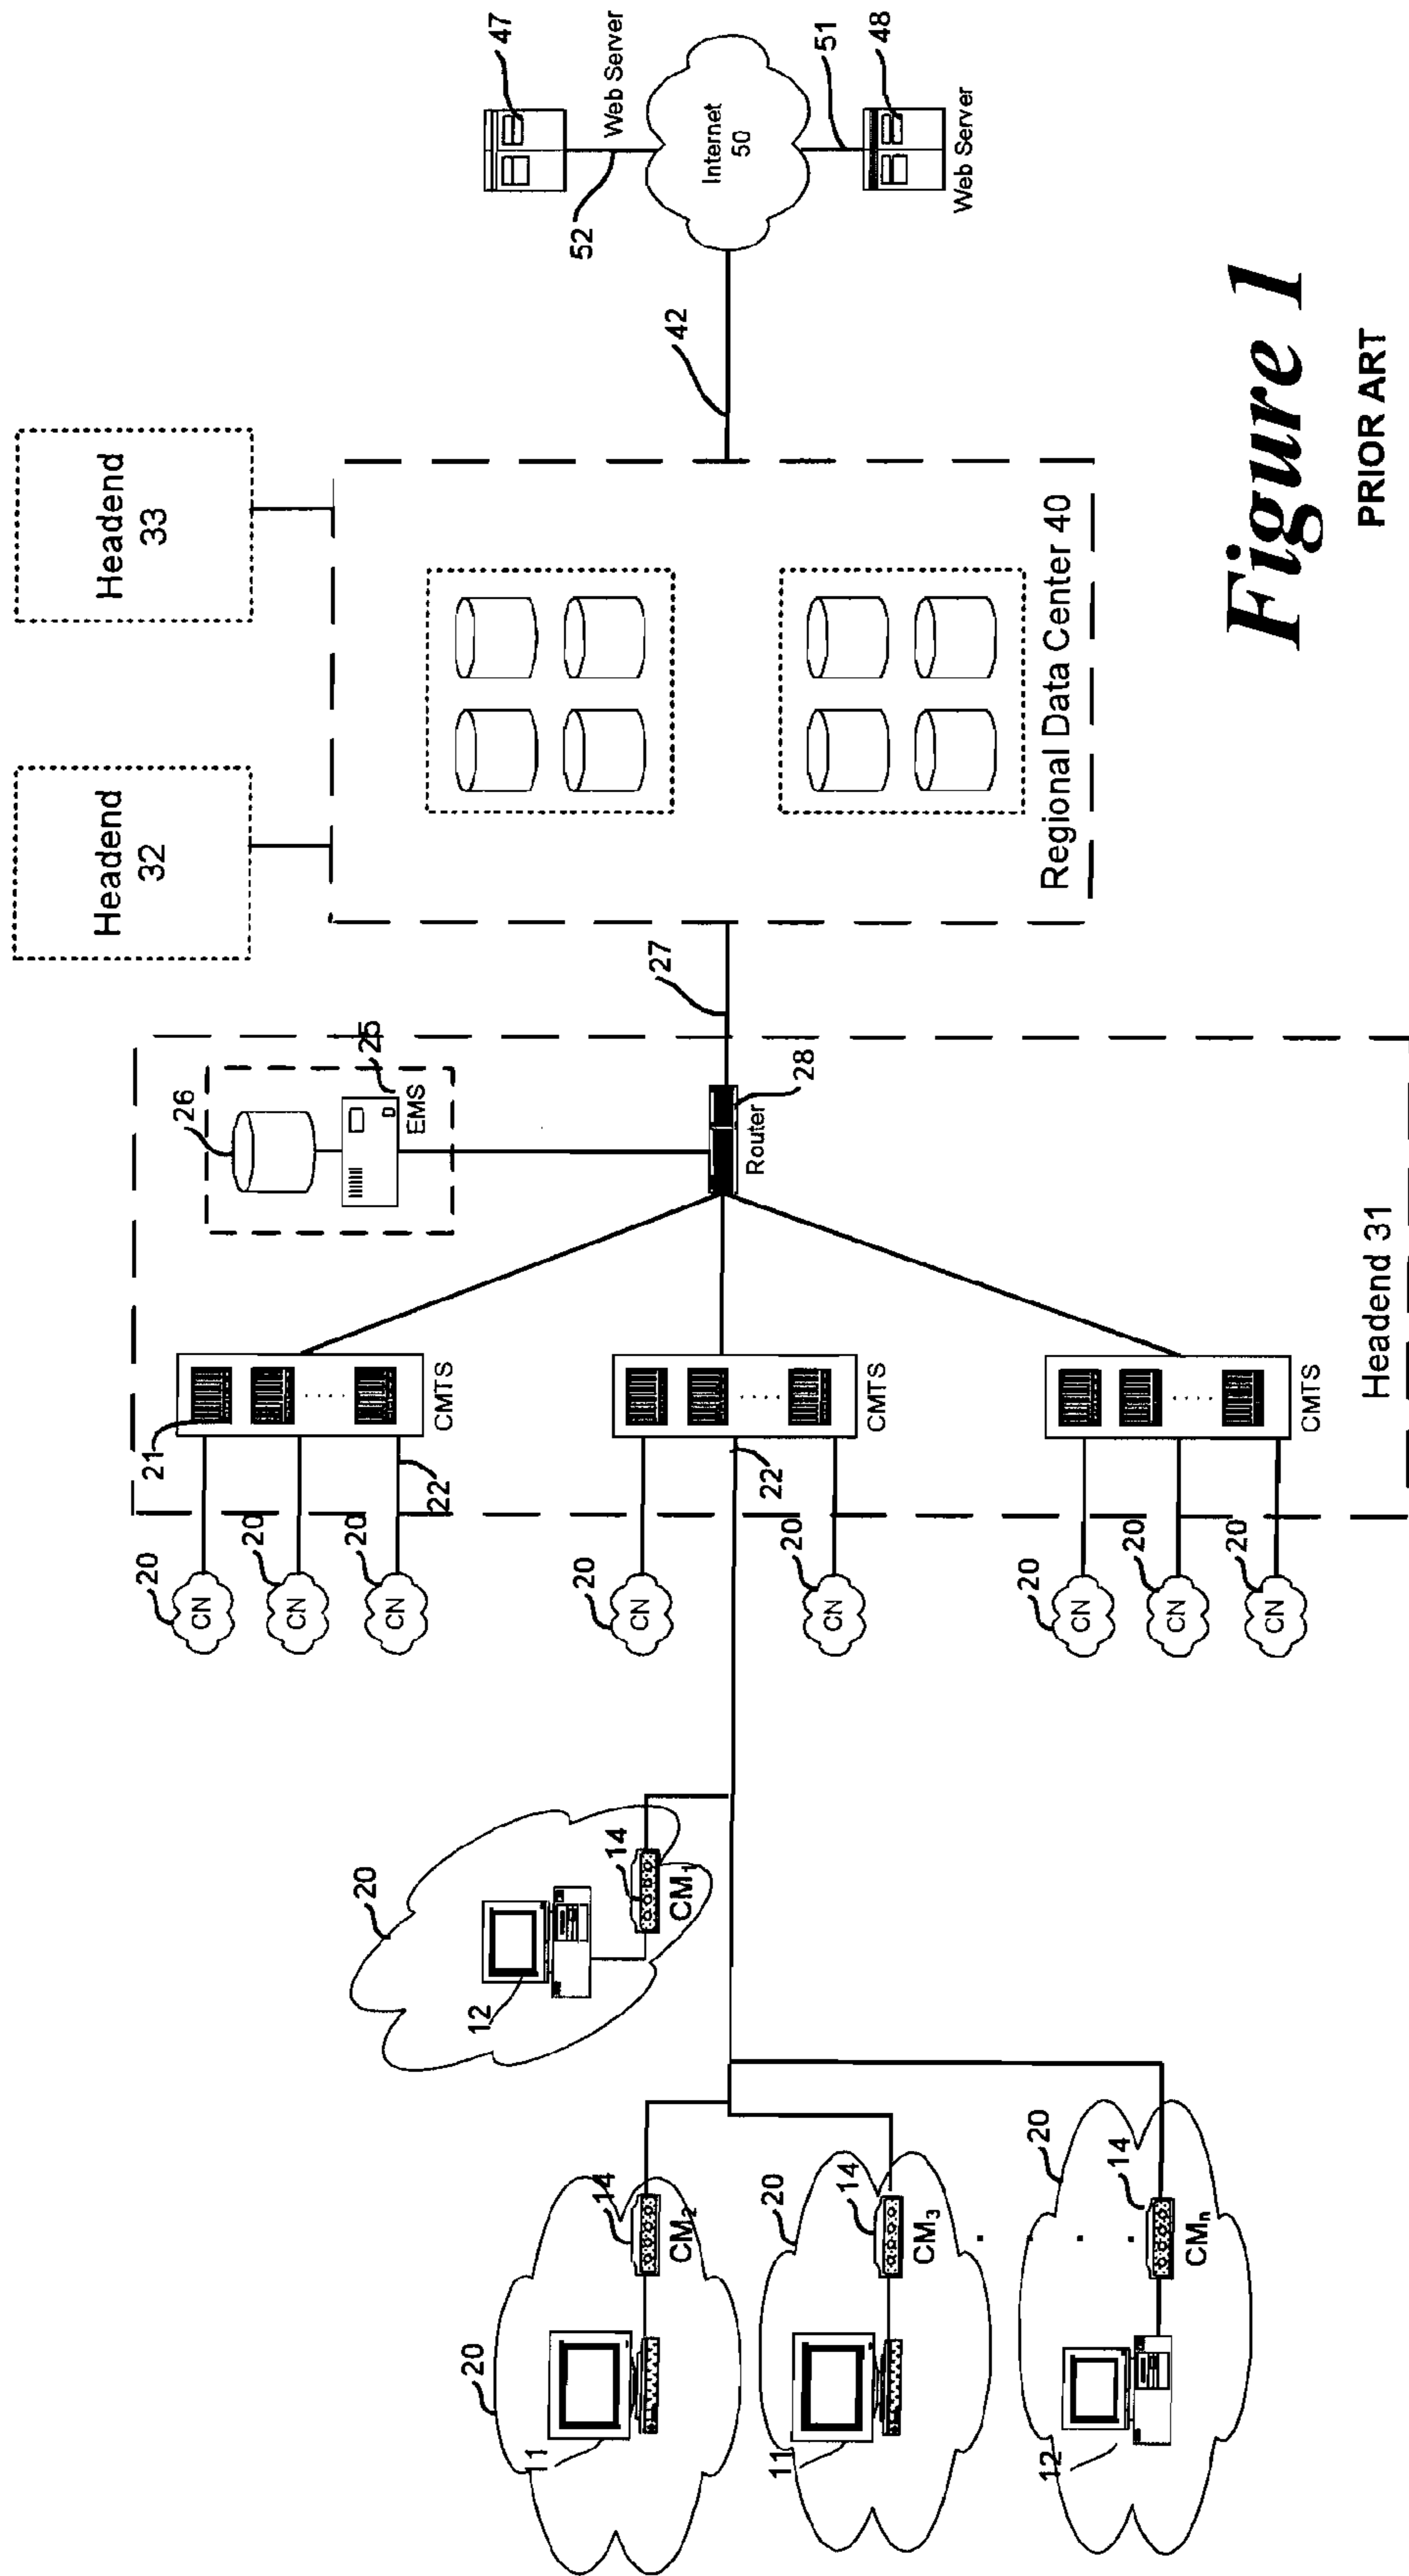 Headend
32
Headend
33
47
Web Server
52
Internet
50
51
48
Web Server
42
Regional Data Center 40
27
26
25
EMS
28
Router
21
22
CMTS
22
CMTS
CMTS
Headend 31
20
CN
20
CN
20
CN
20
CN
20
CN
20
CN
20
CN
20
CN
20
12
14
CM1
20
11
14
CM2
20
11
14
CM3
. . . .
20
12
14
CMn
Figure 1
PRIOR ART